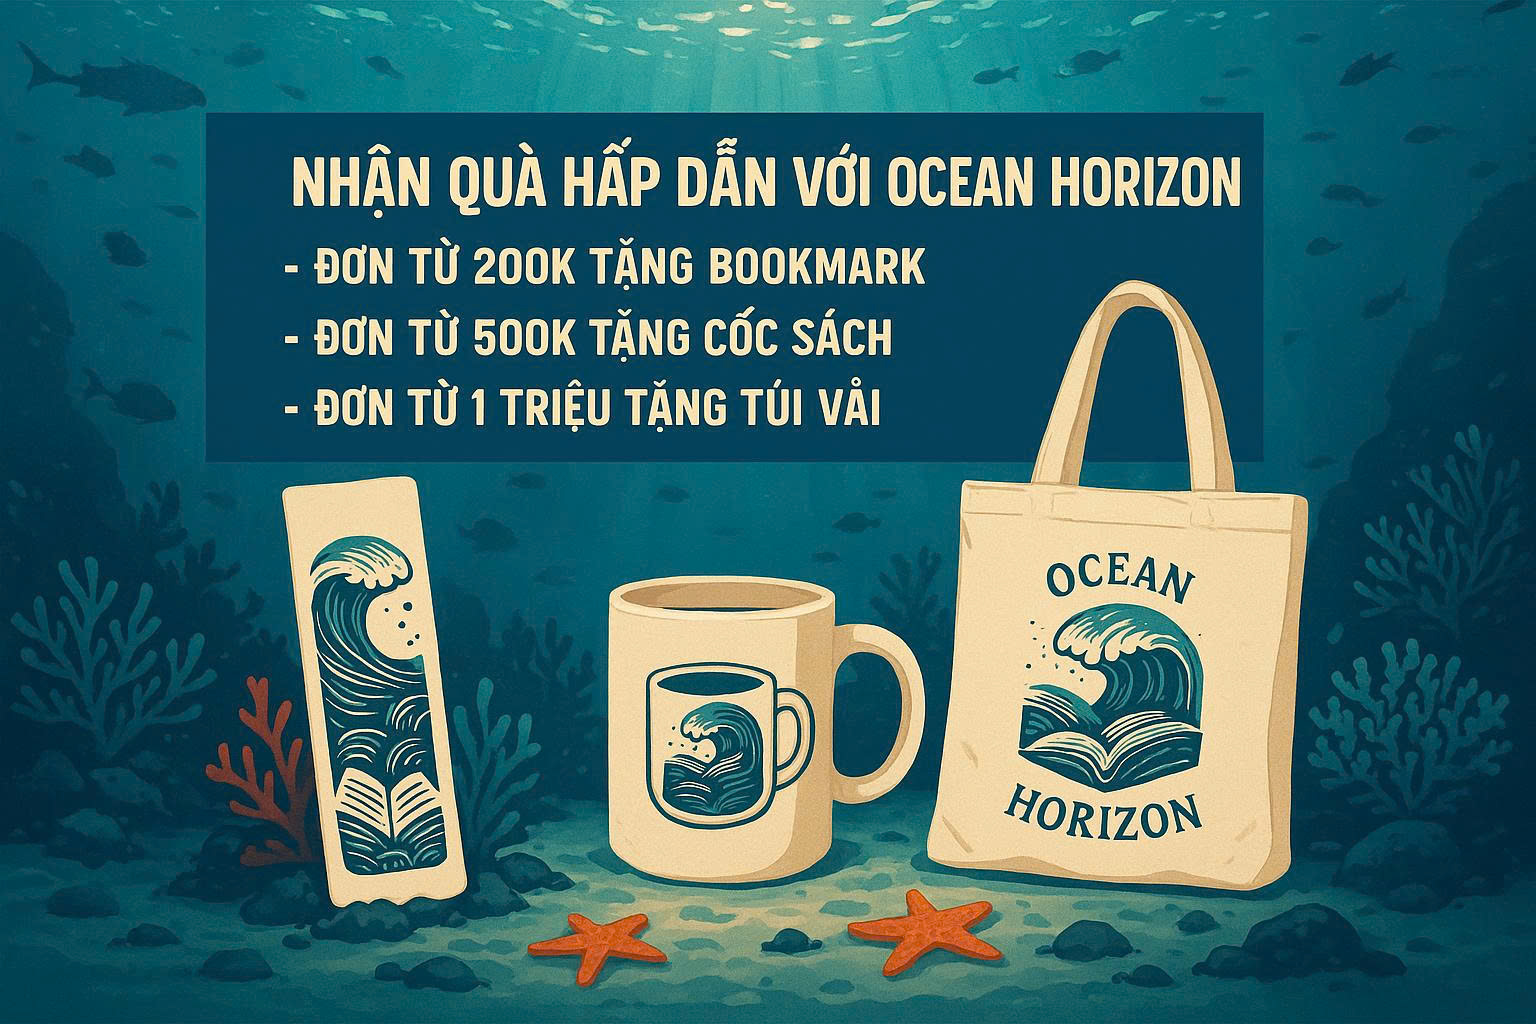 NHẬN QUÀ HẤP DẪN VỚI OCEAN HORIZON
- ĐƠN TỪ 200K TẶNG BOOKMARK
- ĐƠN TỪ 500K TẶNG CỐC SÁCH
- ĐƠN TỪ 1 TRIỆU TẶNG TÚI VẢI
OCEAN
HORIZON